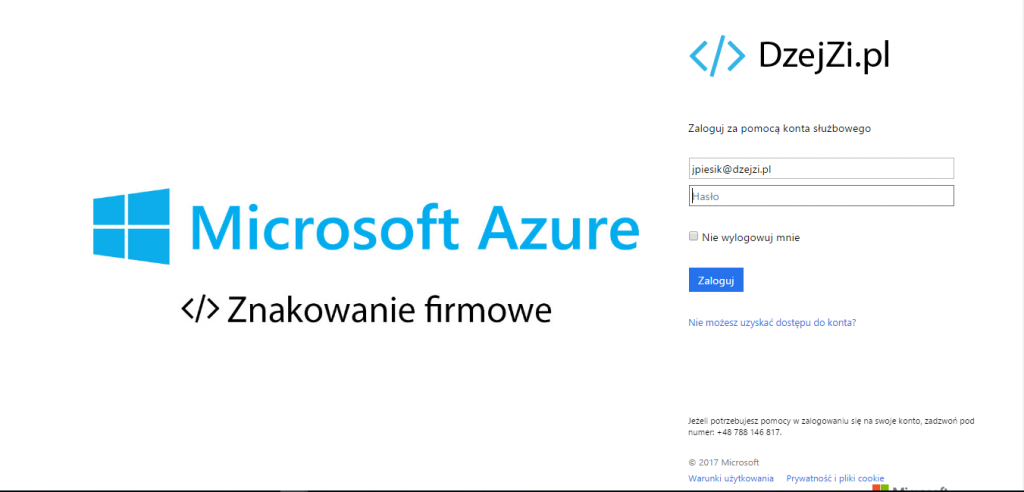 Microsoft Azure
</> Znakowanie firmowe
</> DzejZi.pl
Zaloguj za pomocą konta służbowego
jpiesik@dzejzi.pl
Hasło
Nie wylogowuj mnie
Zaloguj
Nie możesz uzyskać dostępu do konta?
Jeżeli potrzebujesz pomocy w zalogowaniu się na swoje konto, zadzwoń pod
numer: +48 788 146 817.
© 2017 Microsoft
Warunki użytkowania Prywatność i pliki cookie
Microsoft